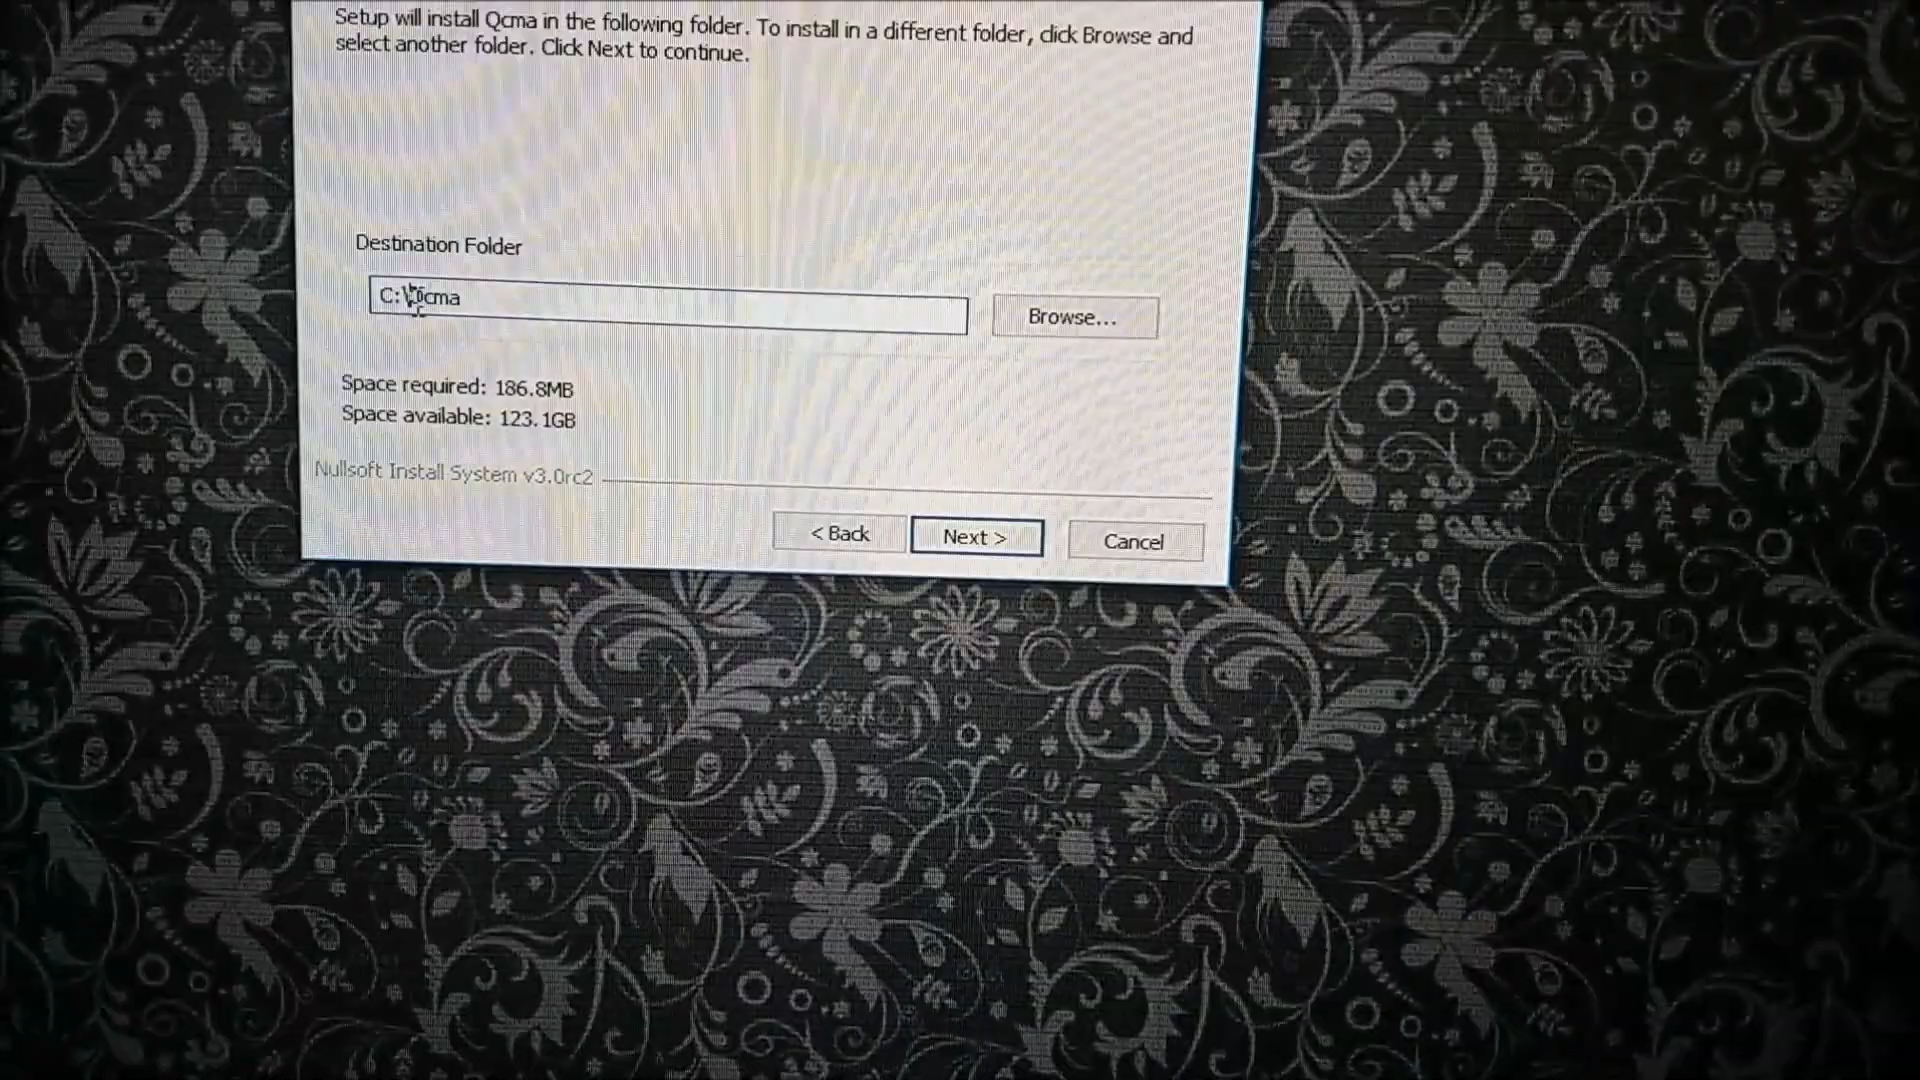 Setup will install Qcma in the following folder. To install in a different folder, click Browse and
select another folder. Click Next to continue.
Destination Folder
C:\Qcma
Browse...
Space required: 186.8MB
Space available: 123.1GB
Nullsoft Install System v3.0rc2
< Back
Next >
Cancel